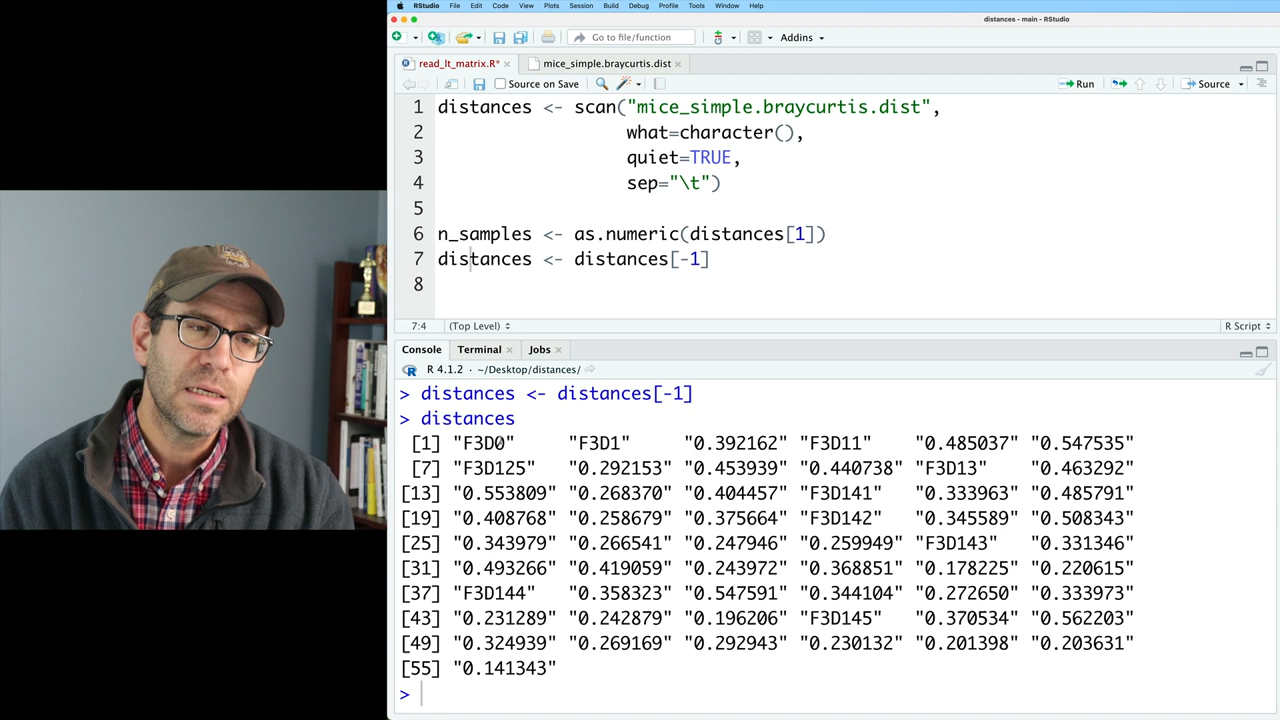 RStudio File Edit Code View Plots Session Build Debug Profile Tools Window Help
distances - main - RStudio
Go to file/function Addins
read_lt_matrix.R* mice_simple.braycurtis.dist
Source on Save Run Source
1 distances <- scan("mice_simple.braycurtis.dist",
2 what=character(),
3 quiet=TRUE,
4 sep="\t")
5
6 n_samples <- as.numeric(distances[1])
7 distances <- distances[-1]
8
7:4 (Top Level) R Script
Console Terminal Jobs
R 4.1.2 · ~/Desktop/distances/
> distances <- distances[-1]
> distances
[1] "F3D0" "F3D1" "0.392162" "F3D11" "0.485037" "0.547535"
[7] "F3D125" "0.292153" "0.453939" "0.440738" "F3D13" "0.463292"
[13] "0.553809" "0.268370" "0.404457" "F3D141" "0.333963" "0.485791"
[19] "0.408768" "0.258679" "0.375664" "F3D142" "0.345589" "0.508343"
[25] "0.343979" "0.266541" "0.247946" "0.259949" "F3D143" "0.331346"
[31] "0.493266" "0.419059" "0.243972" "0.368851" "0.178225" "0.220615"
[37] "F3D144" "0.358323" "0.547591" "0.344104" "0.272650" "0.333973"
[43] "0.231289" "0.242879" "0.196206" "F3D145" "0.370534" "0.562203"
[49] "0.324939" "0.269169" "0.292943" "0.230132" "0.201398" "0.203631"
[55] "0.141343"
>